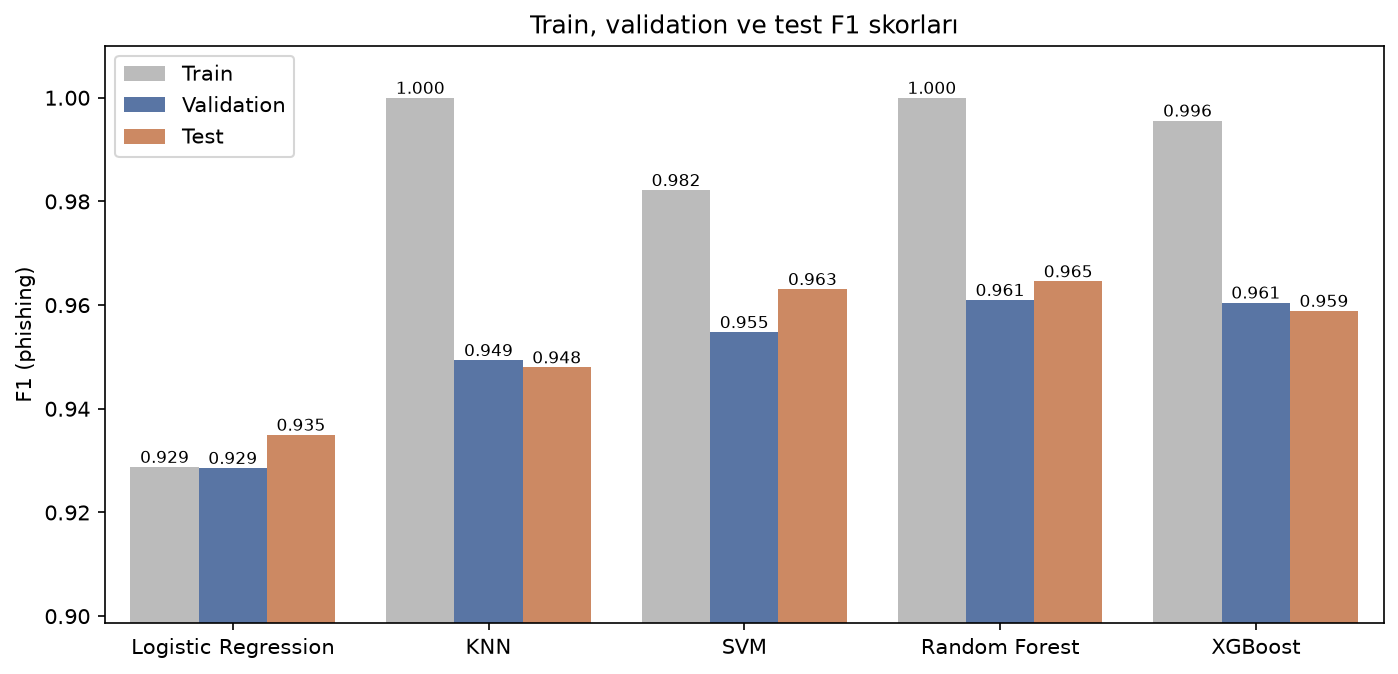 Train, validation ve test F1 skorları
Train
Validation
Test
F1 (phishing)
1.00
0.98
0.96
0.94
0.92
0.90
0.929
0.929
0.935
1.000
0.949
0.948
0.982
0.955
0.963
1.000
0.961
0.965
0.996
0.961
0.959
Logistic Regression
KNN
SVM
Random Forest
XGBoost